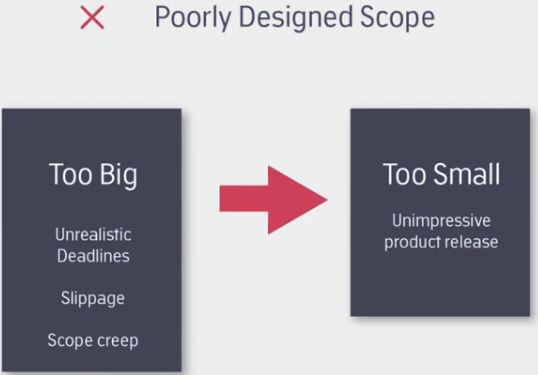 Poorly Designed Scope
Too Big
Unrealistic
Deadlines
Slippage
Scope creep
Too Small
Unimpressive
product release